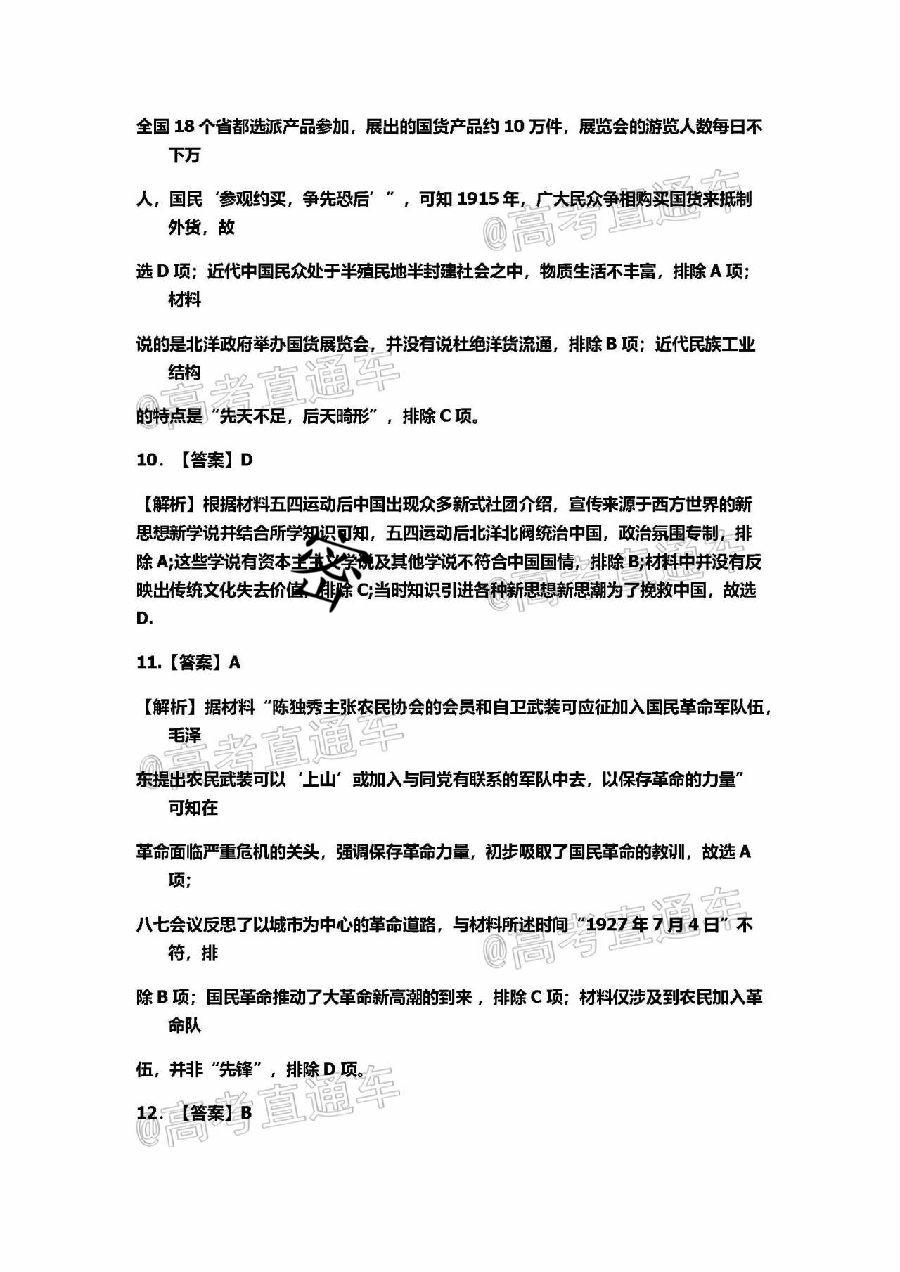 全国 18 个省都选派产品参加，展出的国货产品约 10 万件，展览会的游览人数每日不
下万
人，国民‘参观约买，争先恐后’”，可知 1915 年，广大民众争相购买国货来抵制
外货，故
选 D 项；近代中国民众处于半殖民地半封建社会之中，物质生活不丰富，排除 A 项；
材料
说的是北洋政府举办国货展览会，并没有说杜绝洋货流通，排除 B 项；近代民族工业
结构
的特点是“先天不足，后天畸形”，排除 C 项。
10．【答案】D
【解析】根据材料五四运动后中国出现众多新式社团介绍，宣传来源于西方世界的新
思想新学说并结合所学知识可知，五四运动后北洋北阀统治中国，政治氛围专制，排
除 A;这些学说有资本主主义学说及其他学说不符合中国国情，排除 B;材料中并没有反
映出传统文化失去价值，排除 C;当时知识引进各种新思想新思潮为了挽救中国，故选
D.
密
11.【答案】A
【解析】据材料“陈独秀主张农民协会的会员和自卫武装可应征加入国民革命军队伍，
毛泽
东提出农民武装可以‘上山’或加入与同党有联系的军队中去，以保存革命的力量”
可知在
革命面临严重危机的关头，强调保存革命力量，初步吸取了国民革命的教训，故选 A
项；
八七会议反思了以城市为中心的革命道路，与材料所述时间“1927 年 7 月 4 日”不
符，排
除 B 项；国民革命推动了大革命新高潮的到来，排除 C 项；材料仅涉及到农民加入革
命队
伍，并非“先锋”，排除 D 项。
12．【答案】B
@高考直通车
@高考直通车
@高考直通车
@高考直通车
@高考直通车
@高考直通车